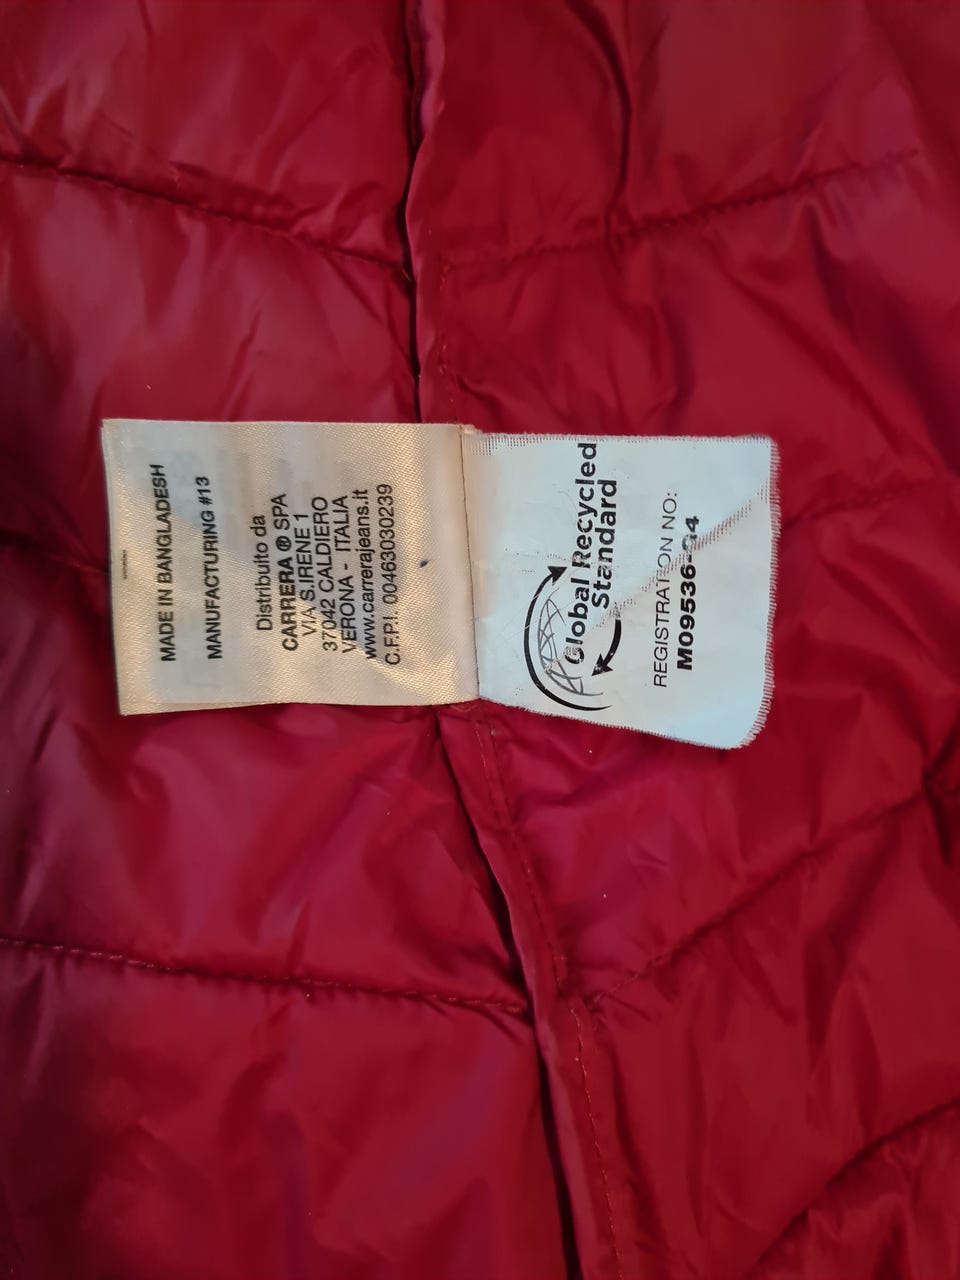 MADE IN BANGLADESH
MANUFACTURING #13
Distribuito da
CARRERA ® SPA
VIA S.IRENE 1
37042 CALDIERO
VERONA - ITALIA
www.carrerajeans.it
C.F.P.I. 00463030239
Global Recycled
Standard
REGISTRATION NO: